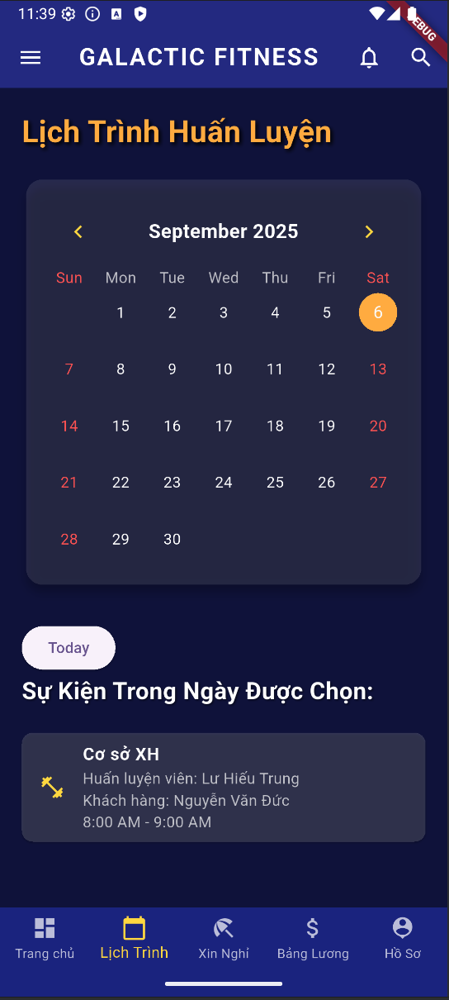 11:39
DEBUG
GALACTIC FITNESS
Lịch Trình Huấn Luyện
September 2025
Sun Mon Tue Wed Thu Fri Sat
1 2 3 4 5 6
7 8 9 10 11 12 13
14 15 16 17 18 19 20
21 22 23 24 25 26 27
28 29 30
Today
Sự Kiện Trong Ngày Được Chọn:
Cơ sở XH
Huấn luyện viên: Lư Hiếu Trung
Khách hàng: Nguyễn Văn Đức
8:00 AM - 9:00 AM
Trang chủ Lịch Trình Xin Nghỉ Bảng Lương Hồ Sơ